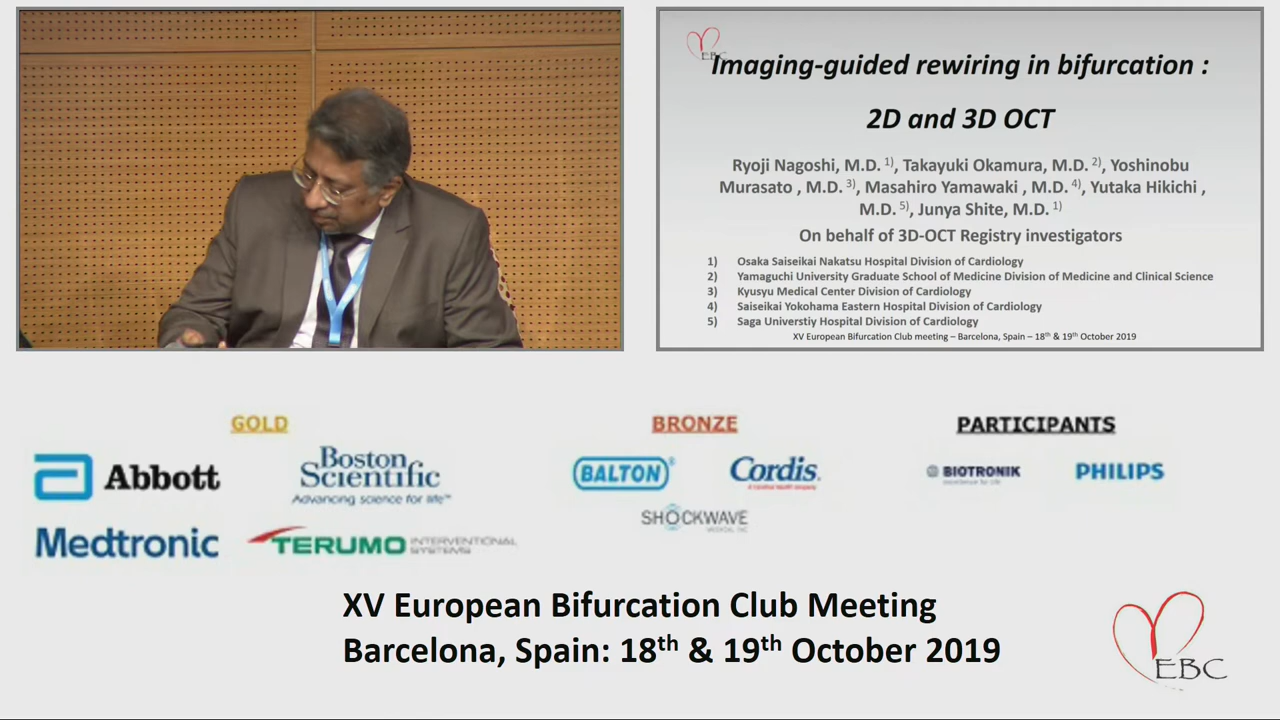 EBC
Imaging-guided rewiring in bifurcation :
2D and 3D OCT
Ryoji Nagoshi, M.D. 1), Takayuki Okamura, M.D. 2), Yoshinobu
Murasato , M.D. 3), Masahiro Yamawaki , M.D. 4), Yutaka Hikichi ,
M.D. 5), Junya Shite, M.D. 1)
On behalf of 3D-OCT Registry investigators
1) Osaka Saiseikai Nakatsu Hospital Division of Cardiology
2) Yamaguchi University Graduate School of Medicine Division of Medicine and Clinical Science
3) Kyusyu Medical Center Division of Cardiology
4) Saiseikai Yokohama Eastern Hospital Division of Cardiology
5) Saga Universtiy Hospital Division of Cardiology
XV European Bifurcation Club meeting – Barcelona, Spain – 18th & 19th October 2019
GOLD
Abbott
Boston
Scientific
Advancing science for life™
Medtronic
TERUMO INTERVENTIONAL
SYSTEMS
BRONZE
BALTON®
Cordis.
SHOCKWAVE
PARTICIPANTS
BIOTRONIK
excellence for life
PHILIPS
XV European Bifurcation Club Meeting
Barcelona, Spain: 18th & 19th October 2019
EBC